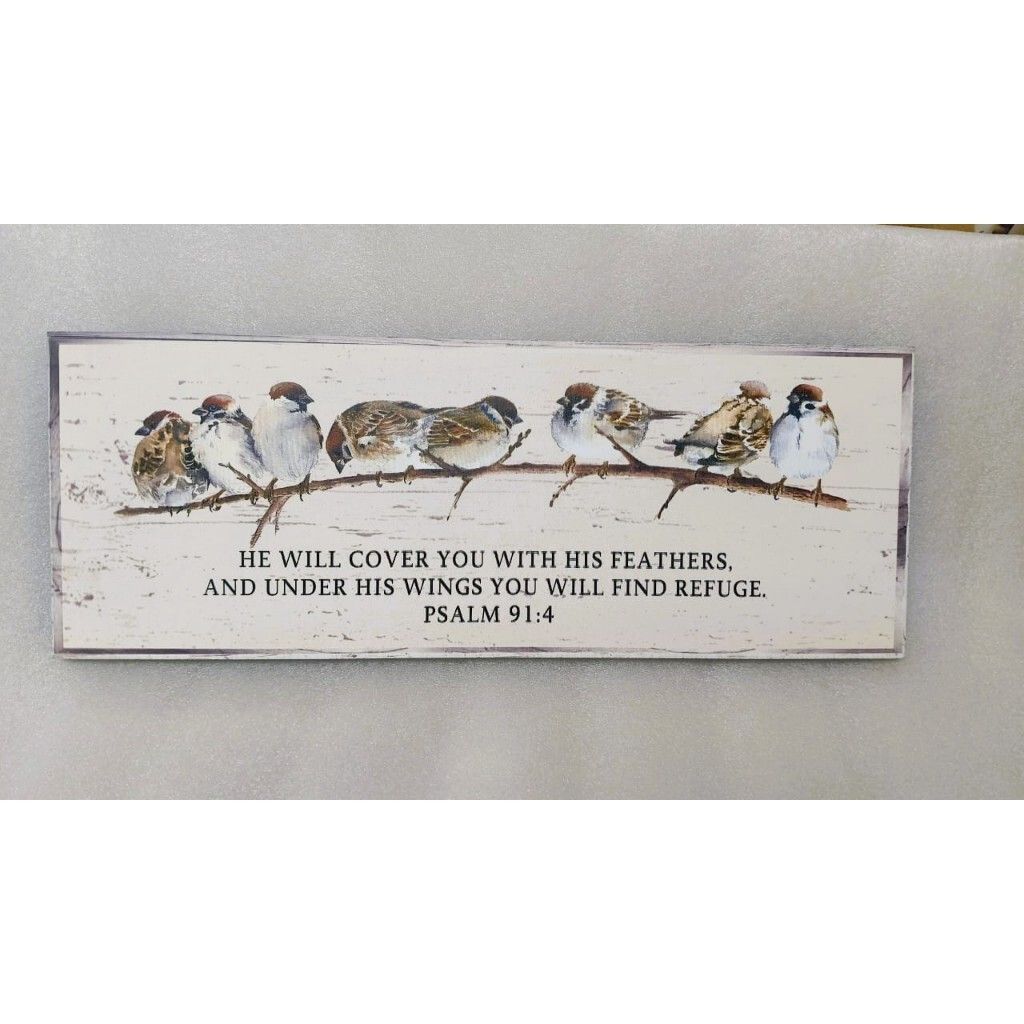 HE WILL COVER YOU WITH HIS FEATHERS,
AND UNDER HIS WINGS YOU WILL FIND REFUGE.
PSALM 91:4